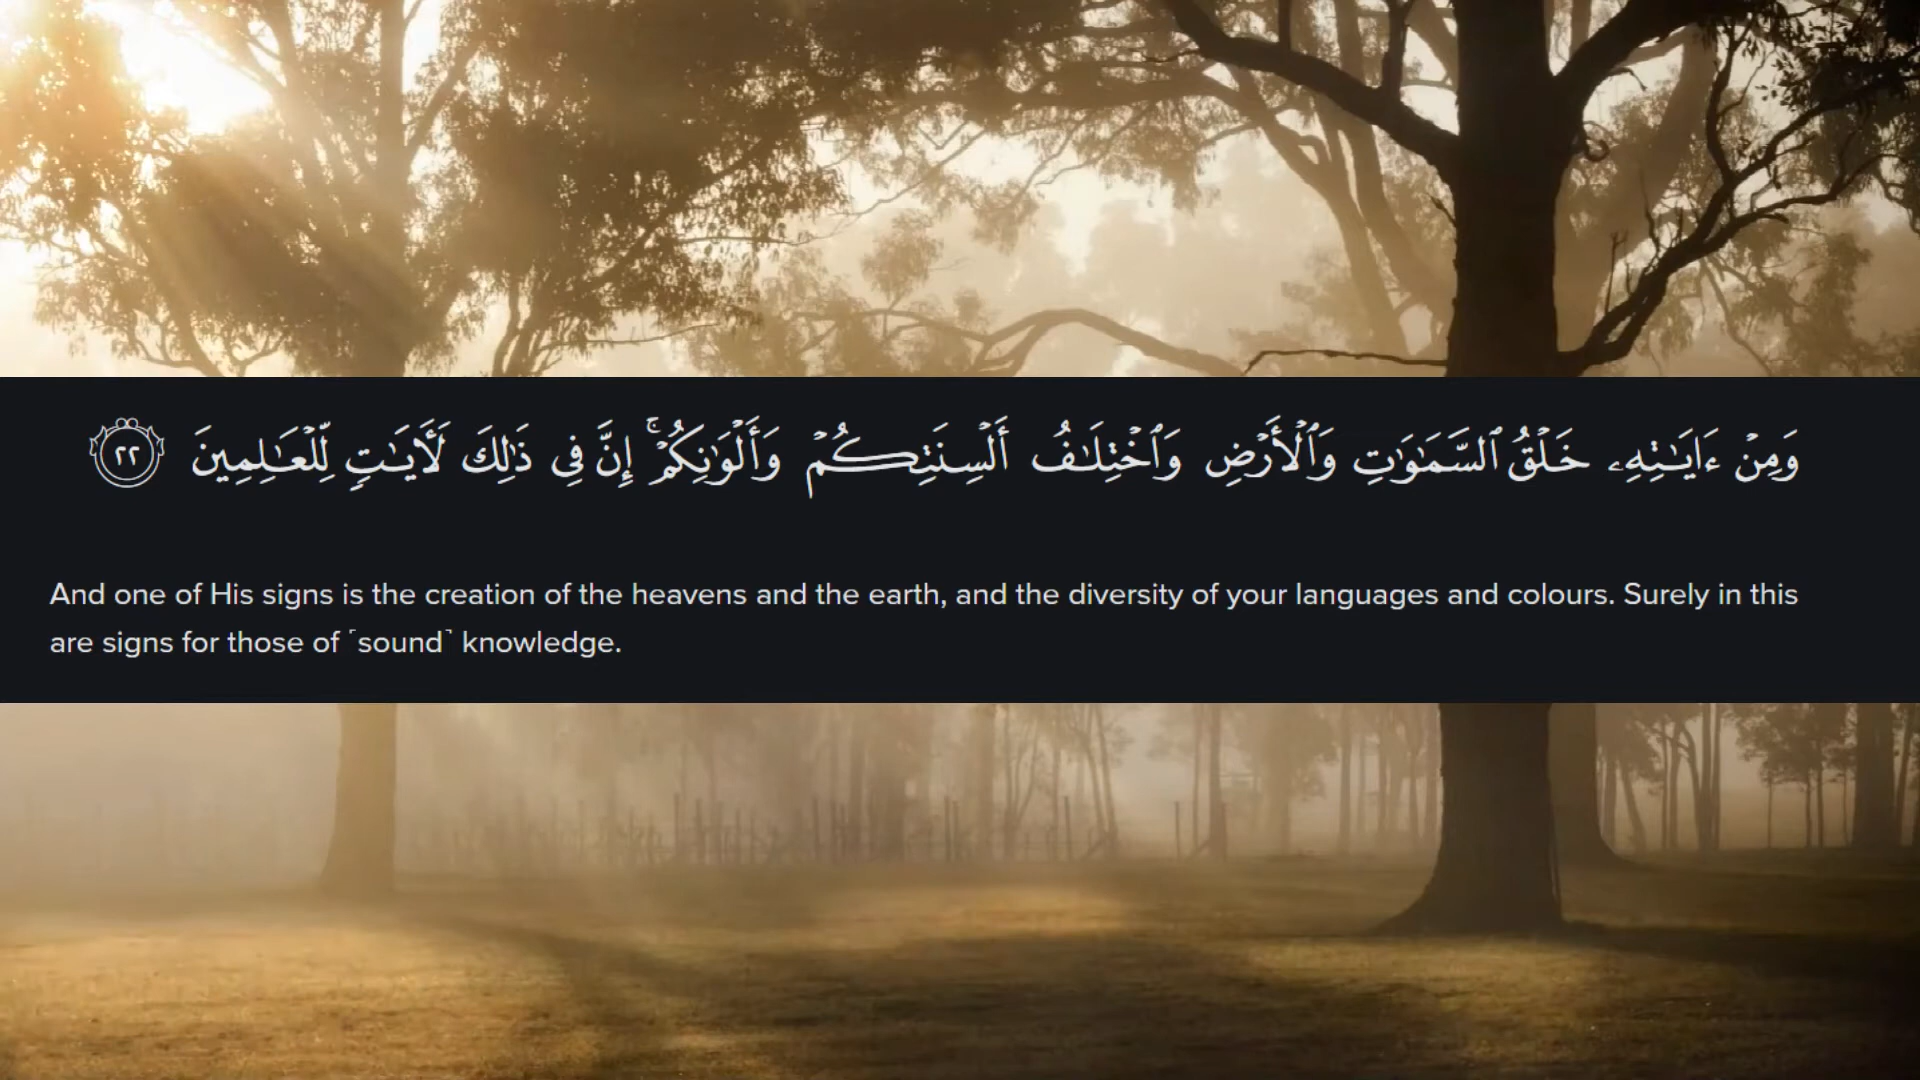 وَمِنْ ءَايَـٰتِهِۦ خَلْقُ ٱلسَّمَـٰوَٰتِ وَٱلْأَرْضِ وَٱخْتِلَـٰفُ أَلْسِنَتِكُمْ وَأَلْوَٰنِكُمْ ۚ إِنَّ فِى ذَٰلِكَ لَـَٔايَـٰتٍ لِّلْعَـٰلِمِينَ ٢٢
And one of His signs is the creation of the heavens and the earth, and the diversity of your languages and colours. Surely in this
are signs for those of ˹sound˺ knowledge.